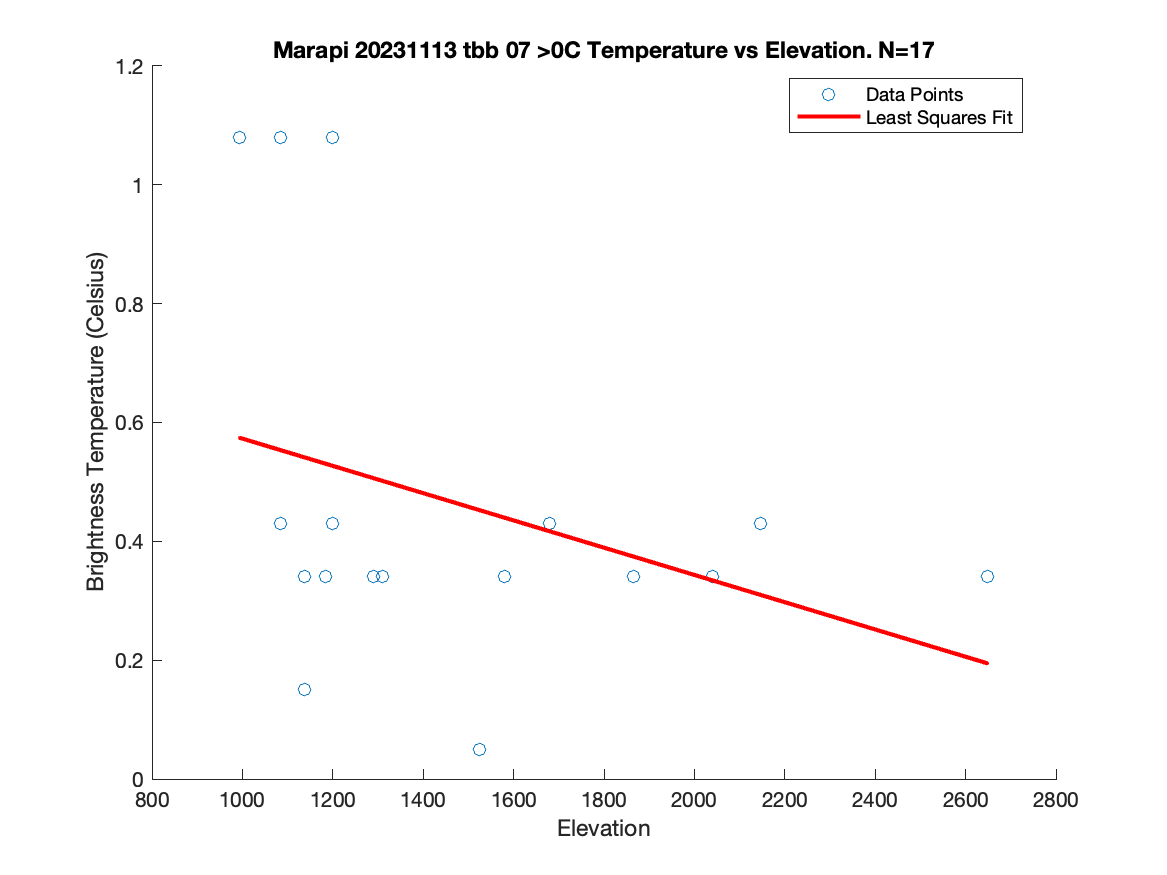 Marapi 20231113 tbb 07 >0C Temperature vs Elevation. N=17
Data Points
Least Squares Fit
Brightness Temperature (Celsius)
1.2
1
0.8
0.6
0.4
0.2
0
800 1000 1200 1400 1600 1800 2000 2200 2400 2600 2800
Elevation